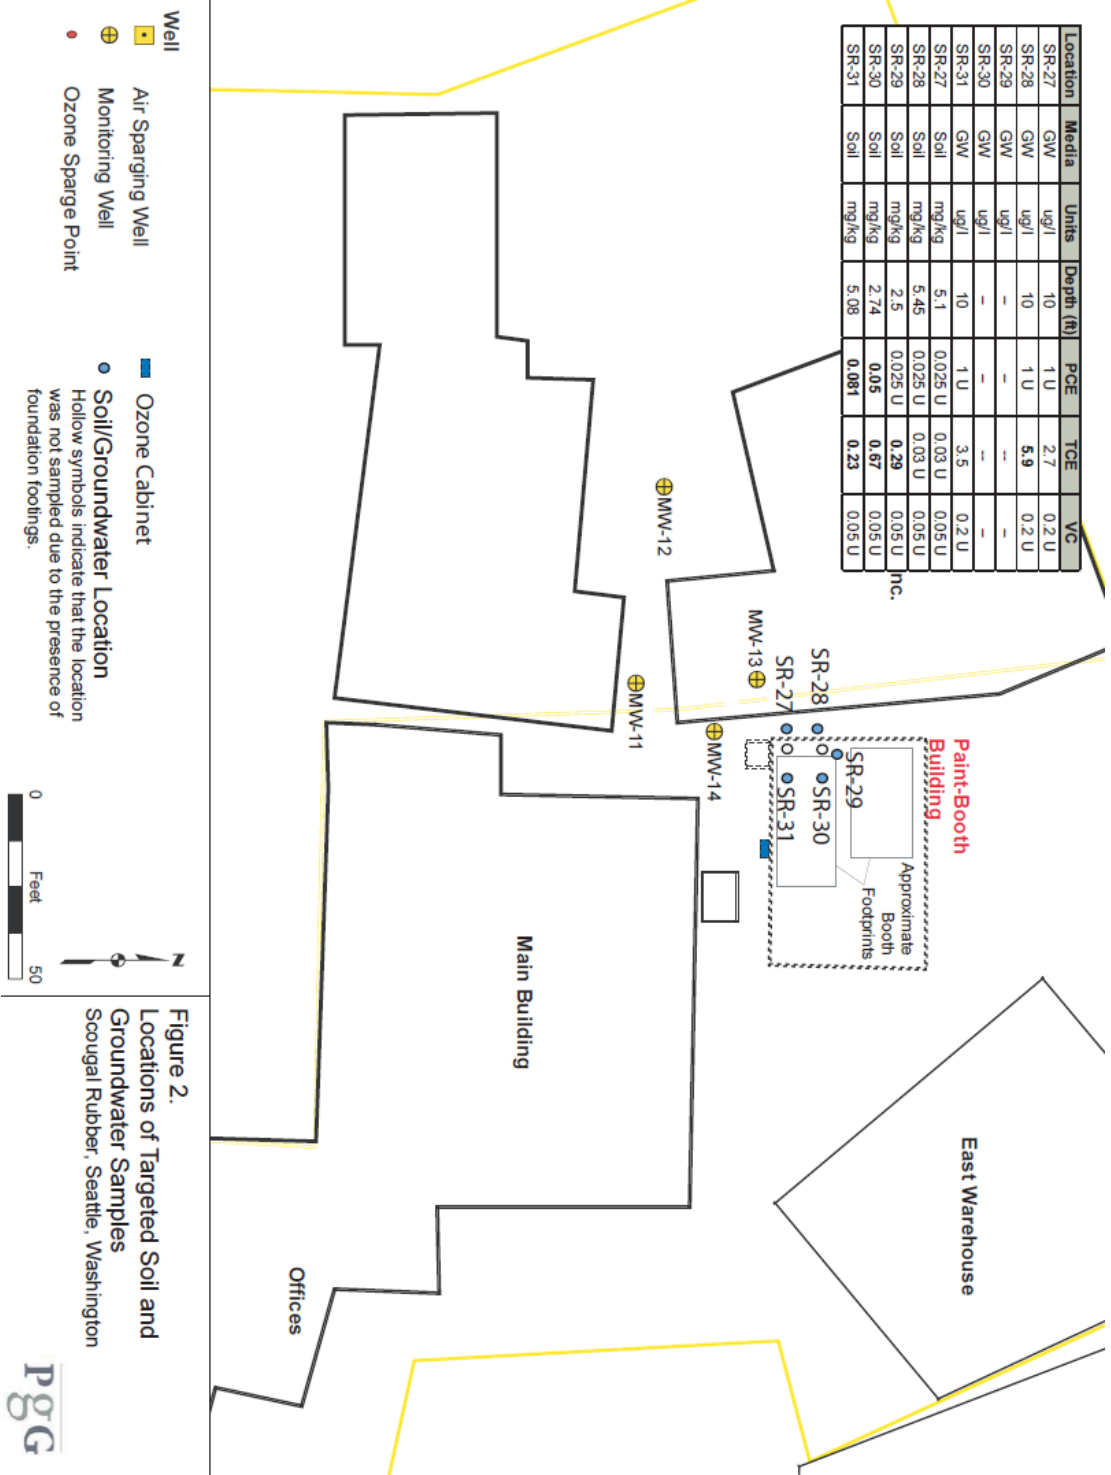 Location Media Units Depth (ft) PCE TCE VC
SR-27 GW ug/l 10 1 U 2.7 0.2 U
SR-28 GW ug/l 10 1 U 5.9 0.2 U
SR-29 GW ug/l -- -- -- --
SR-30 GW ug/l -- -- -- --
SR-31 GW ug/l 10 1 U 3.5 0.2 U
SR-27 Soil mg/kg 5.1 0.025 U 0.03 U 0.05 U
SR-28 Soil mg/kg 5.45 0.025 U 0.03 U 0.05 U
SR-29 Soil mg/kg 2.5 0.025 U 0.29 0.05 U
SR-30 Soil mg/kg 2.74 0.05 0.67 0.05 U
SR-31 Soil mg/kg 5.08 0.081 0.23 0.05 U
nc.
Paint-Booth
Building
Approximate
Booth
Footprints
SR-28
SR-29
SR-27
SR-30
SR-31
MW-13
MW-14
MW-12
MW-11
East Warehouse
Main Building
Offices
Well
Air Sparging Well
Monitoring Well
Ozone Sparge Point
Ozone Cabinet
Soil/Groundwater Location
Hollow symbols indicate that the location
was not sampled due to the presence of
foundation footings.
N
0 Feet 50
Figure 2.
Locations of Targeted Soil and
Groundwater Samples
Scougal Rubber, Seattle, Washington
PgG